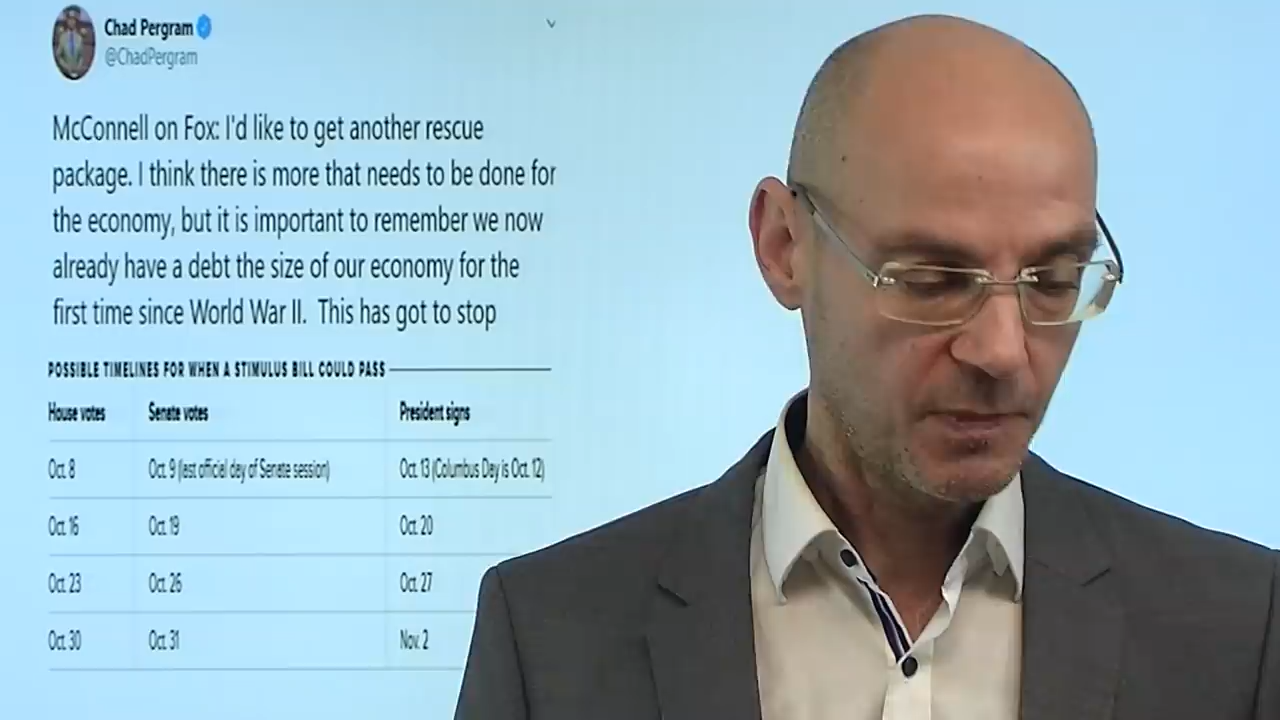 Chad Pergram
@ChadPergram
McConnell on Fox: I'd like to get another rescue
package. I think there is more that needs to be done for
the economy, but it is important to remember we now
already have a debt the size of our economy for the
first time since World War II. This has got to stop
POSSIBLE TIMELINES FOR WHEN A STIMULUS BILL COULD PASS
House votes Senate votes President signs
Oct. 8 Oct. 9 (last official day of Senate session) Oct. 13 (Columbus Day is Oct. 12)
Oct. 16 Oct. 19 Oct. 20
Oct. 23 Oct. 26 Oct. 27
Oct. 30 Oct. 31 Nov. 2